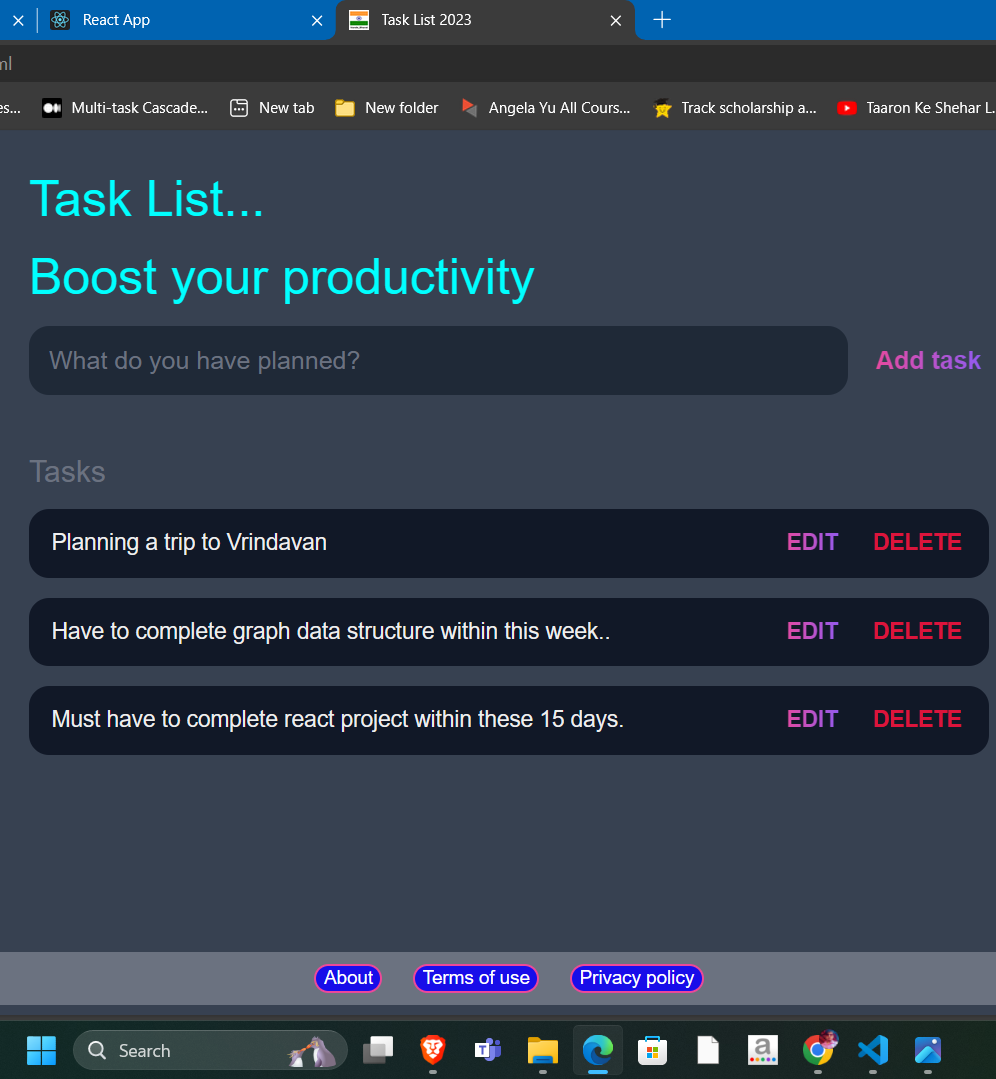 React App
Task List 2023
ml
es...
Multi-task Cascade...
New tab
New folder
Angela Yu All Cours...
Track scholarship a...
Taaron Ke Shehar L.
Task List...
Boost your productivity
What do you have planned?
Add task
Tasks
Planning a trip to Vrindavan
EDIT
DELETE
Have to complete graph data structure within this week..
EDIT
DELETE
Must have to complete react project within these 15 days.
EDIT
DELETE
About
Terms of use
Privacy policy
Search